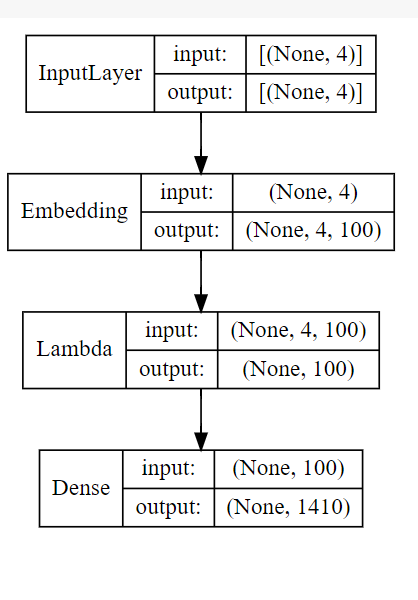 InputLayer input: [(None, 4)]
output: [(None, 4)]
Embedding input: (None, 4)
output: (None, 4, 100)
Lambda input: (None, 4, 100)
output: (None, 100)
Dense input: (None, 100)
output: (None, 1410)